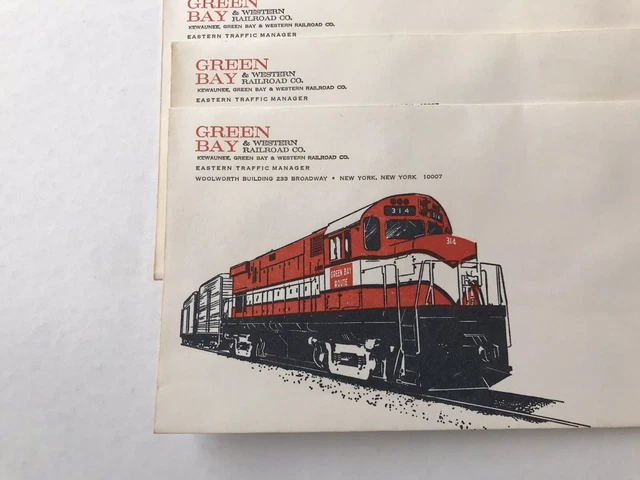 GREEN
BAY & WESTERN
RAILROAD CO.
KEWAUNEE, GREEN BAY & WESTERN RAILROAD CO.
EASTERN TRAFFIC MANAGER
GREEN
BAY & WESTERN
RAILROAD CO.
KEWAUNEE, GREEN BAY & WESTERN RAILROAD CO.
EASTERN TRAFFIC MANAGER
GREEN
BAY & WESTERN
RAILROAD CO.
KEWAUNEE, GREEN BAY & WESTERN RAILROAD CO.
EASTERN TRAFFIC MANAGER
WOOLWORTH BUILDING 233 BROADWAY • NEW YORK, NEW YORK 10007
314
314
GREEN BAY
ROUTE